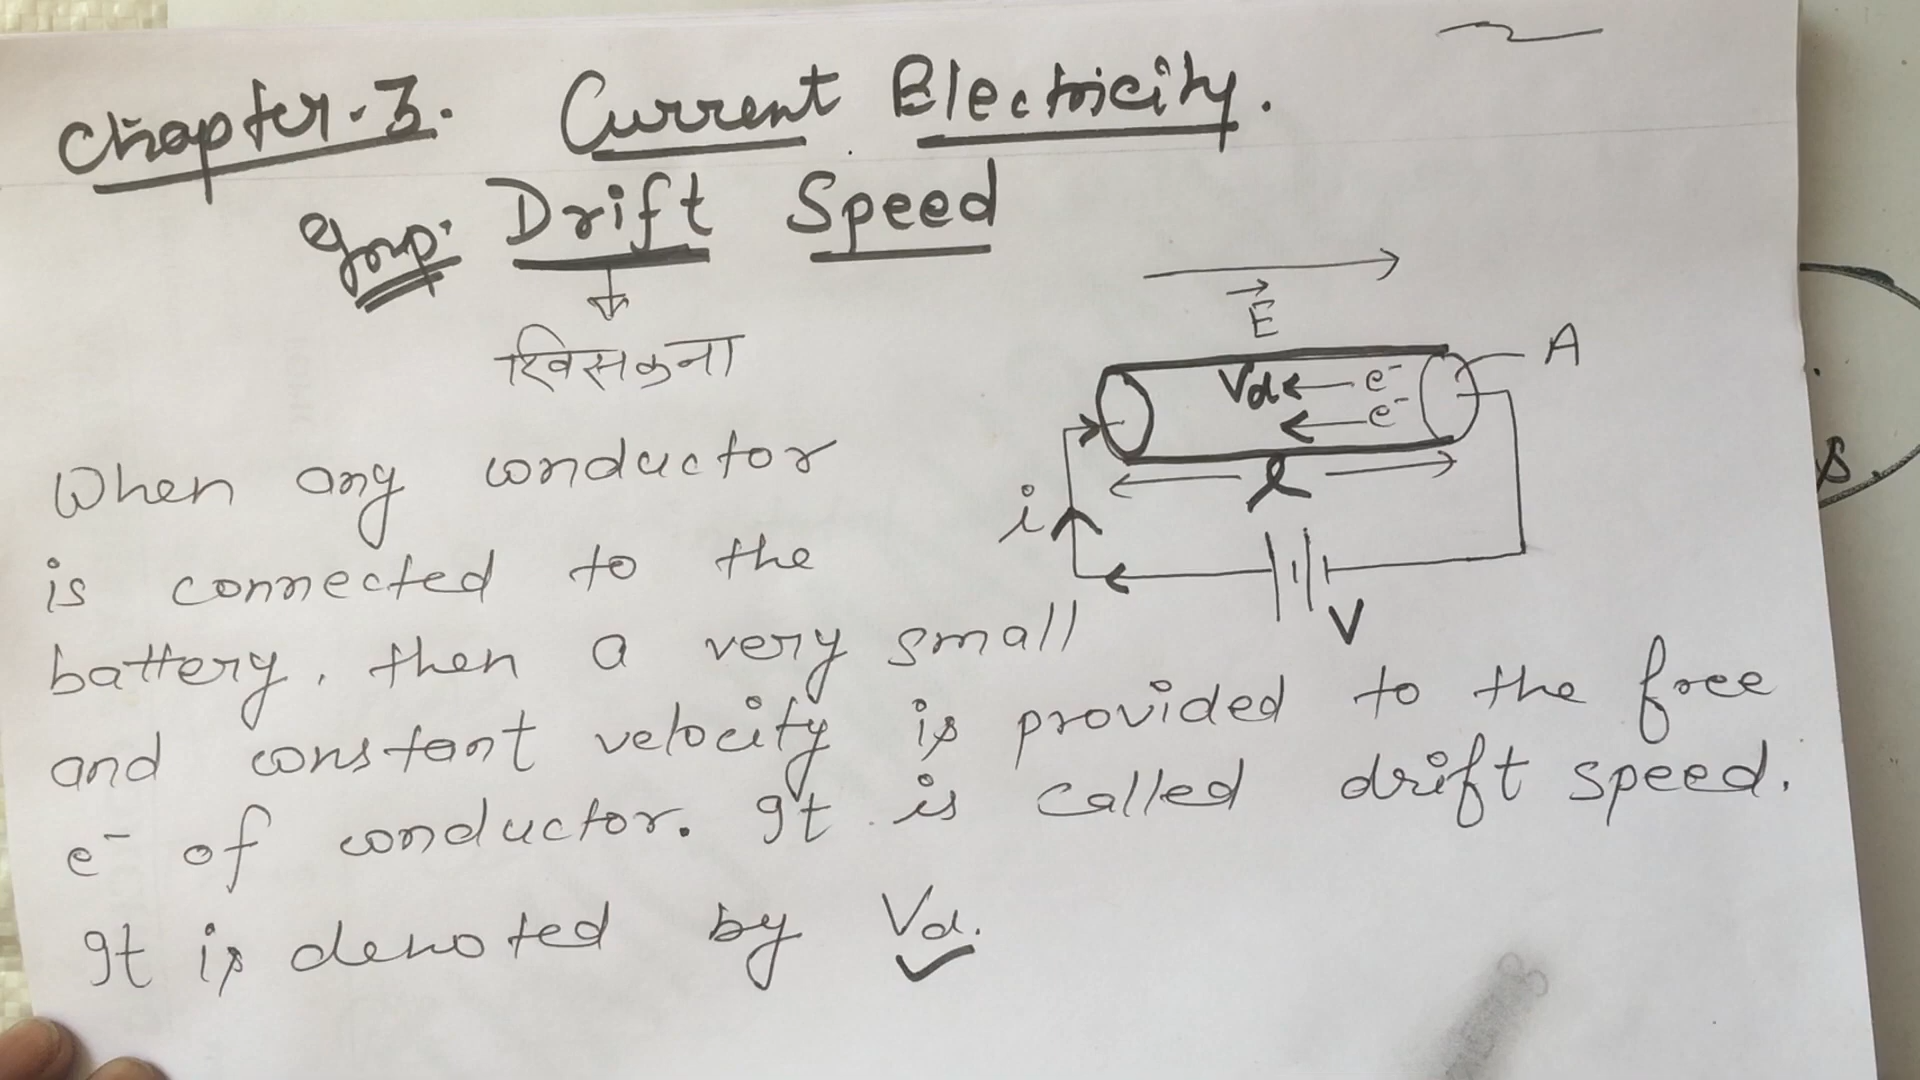 Chapter-3. Current Electricity.
Imp: Drift Speed
खिसकना
E
A
Vd e-
e-
l
i
V
When any conductor
is connected to the
battery, then a very small
and constant velocity is provided to the free
e- of conductor. It is called drift speed.
It is denoted by Vd.
s.